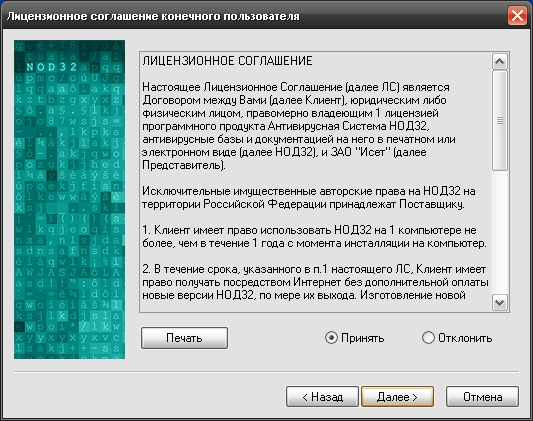 Лицензионное соглашение конечного пользователя
NOD32
ЛИЦЕНЗИОННОЕ СОГЛАШЕНИЕ
Настоящее Лицензионное Соглашение (далее ЛС) является
Договором между Вами (далее Клиент), юридическим либо
физическим лицом, правомерно владеющим 1 лицензией
программного продукта Антивирусная Система НОД32,
антивирусные базы и документацией на него в печатном или
электронном виде (далее НОД32), и ЗАО "Исет" (далее
Представитель).
Исключительные имущественные авторские права на НОД32 на
территории Российской Федерации принадлежат Поставщику.
1. Клиент имеет право использовать НОД32 на 1 компьютере не
более, чем в течение 1 года с момента инсталляции на компьютер.
2. В течение срока, указанного в п.1 настоящего ЛС, Клиент имеет
право получать посредством Интернет без дополнительной оплаты
новые версии НОД32, по мере их выхода. Изготовление новой
Печать
Принять
Отклонить
< Назад
Далее >
Отмена